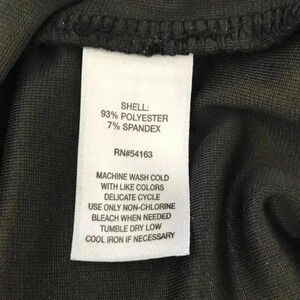 SHELL:
93% POLYESTER
7% SPANDEX
RN#54163
MACHINE WASH COLD
WITH LIKE COLORS
DELICATE CYCLE
USE ONLY NON-CHLORINE
BLEACH WHEN NEEDED
TUMBLE DRY LOW
COOL IRON IF NECESSARY